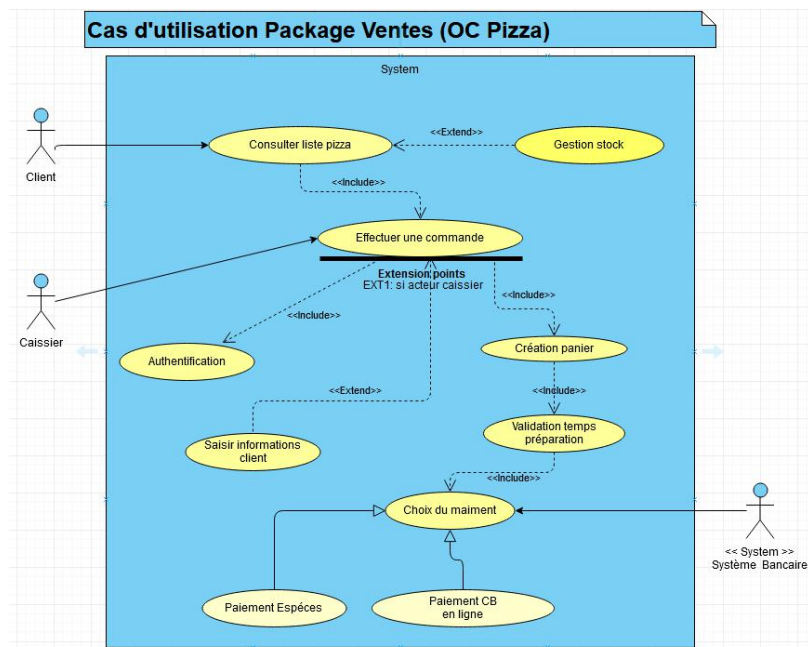 Cas d'utilisation Package Ventes (OC Pizza)
System
Client
Consulter liste pizza
<<Extend>>
Gestion stock
<<Include>>
Effectuer une commande
Extension points
EXT1: si acteur caissier
Caissier
<<Include>>
<<Include>>
Authentification
Création panier
<<Extend>>
<<Include>>
Saisir informations
client
Validation temps
préparation
<<Include>>
Choix du maiment
<< System >>
Système Bancaire
Paiement Espéces
Paiement CB
en ligne